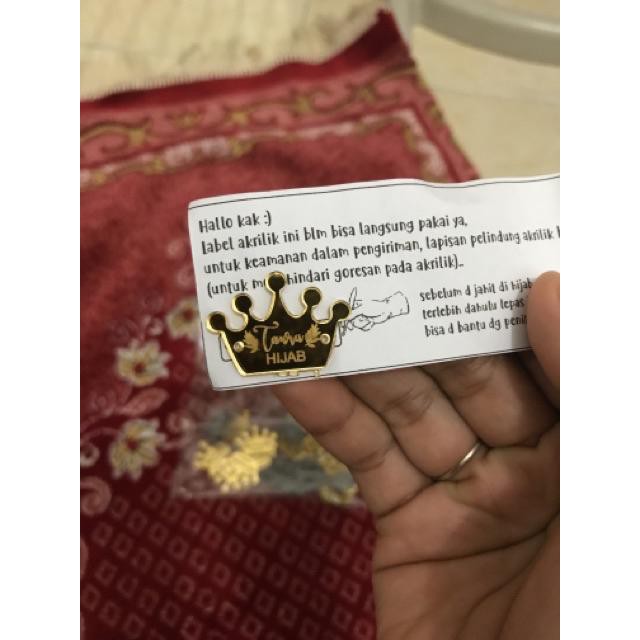 Hallo kak :)
label akrilik ini blm bisa langsung pakai ya,
untuk keamanan dalam pengiriman, lapisan pelindung akrilik
(untuk hindari goresan pada akrilik)..
sebelum d jahit di hijab
terlebih dahulu lepas
bisa d bantu dg
HIJAB